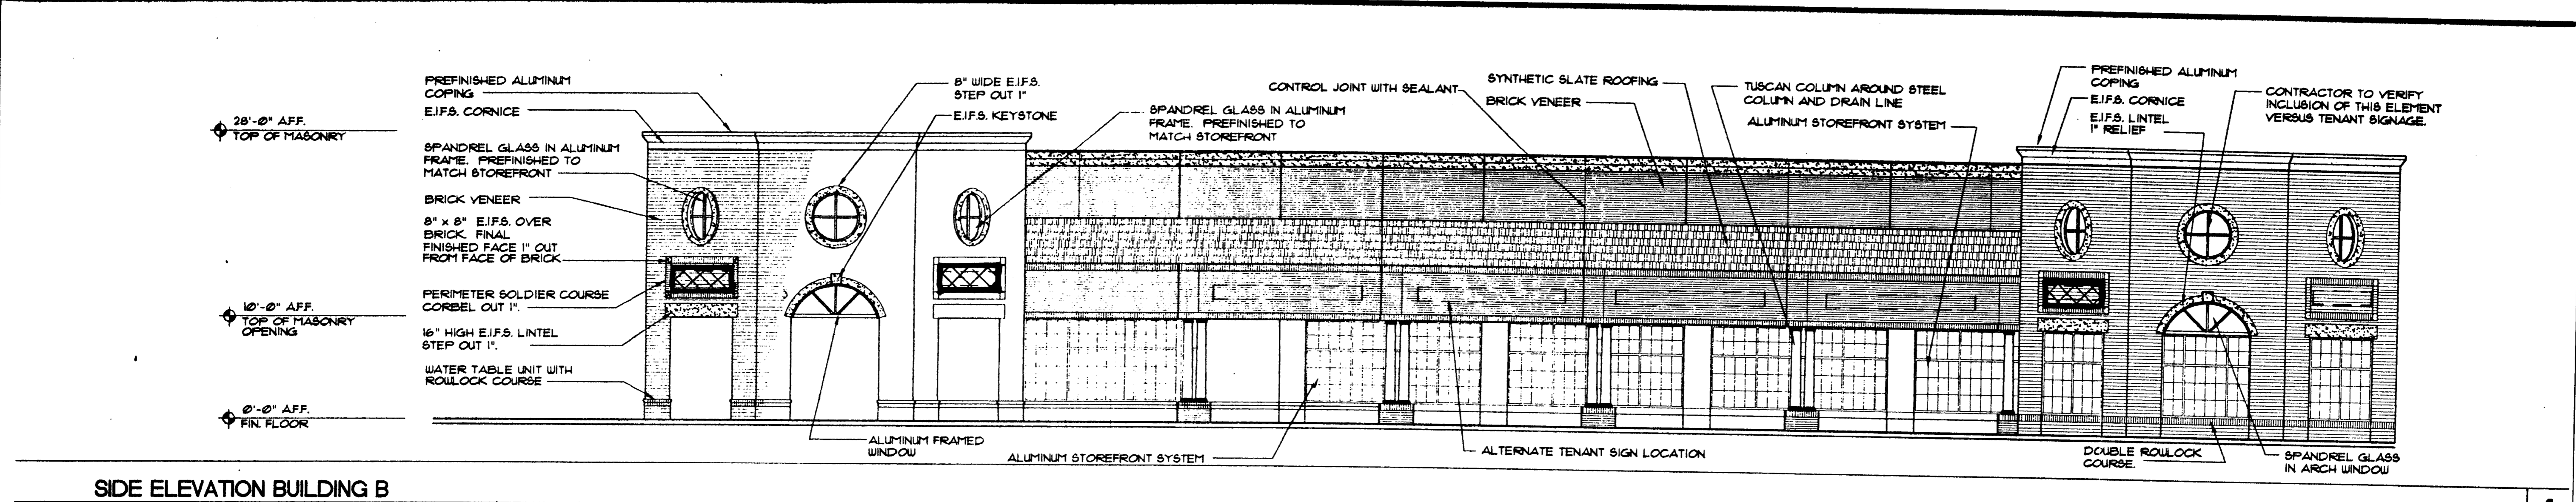 PREFINISHED ALUMINUM
COPING
E.I.F.S. CORNICE
28'-0" A.F.F.
TOP OF MASONRY
SPANDREL GLASS IN ALUMINUM
FRAME. PREFINISHED TO
MATCH STOREFRONT
BRICK VENEER
8" x 8" E.I.F.S. OVER
BRICK. FINAL
FINISHED FACE 1" OUT
FROM FACE OF BRICK
PERIMETER SOLDIER COURSE
CORBEL OUT 1".
10'-0" A.F.F.
TOP OF MASONRY
OPENING
16" HIGH E.I.F.S. LINTEL
STEP OUT 1".
WATER TABLE UNIT WITH
ROWLOCK COURSE
0'-0" A.F.F.
FIN. FLOOR
8" WIDE E.I.F.S.
STEP OUT 1"
E.I.F.S. KEYSTONE
SPANDREL GLASS IN ALUMINUM
FRAME. PREFINISHED TO
MATCH STOREFRONT
CONTROL JOINT WITH SEALANT
SYNTHETIC SLATE ROOFING
BRICK VENEER
TUSCAN COLUMN AROUND STEEL
COLUMN AND DRAIN LINE
ALUMINUM STOREFRONT SYSTEM
PREFINISHED ALUMINUM
COPING
E.I.F.S. CORNICE
E.I.F.S. LINTEL
1" RELIEF
CONTRACTOR TO VERIFY
INCLUSION OF THIS ELEMENT
VERSUS TENANT SIGNAGE.
ALUMINUM FRAMED
WINDOW
ALUMINUM STOREFRONT SYSTEM
ALTERNATE TENANT SIGN LOCATION
DOUBLE ROWLOCK
COURSE.
SPANDREL GLASS
IN ARCH WINDOW
SIDE ELEVATION BUILDING B